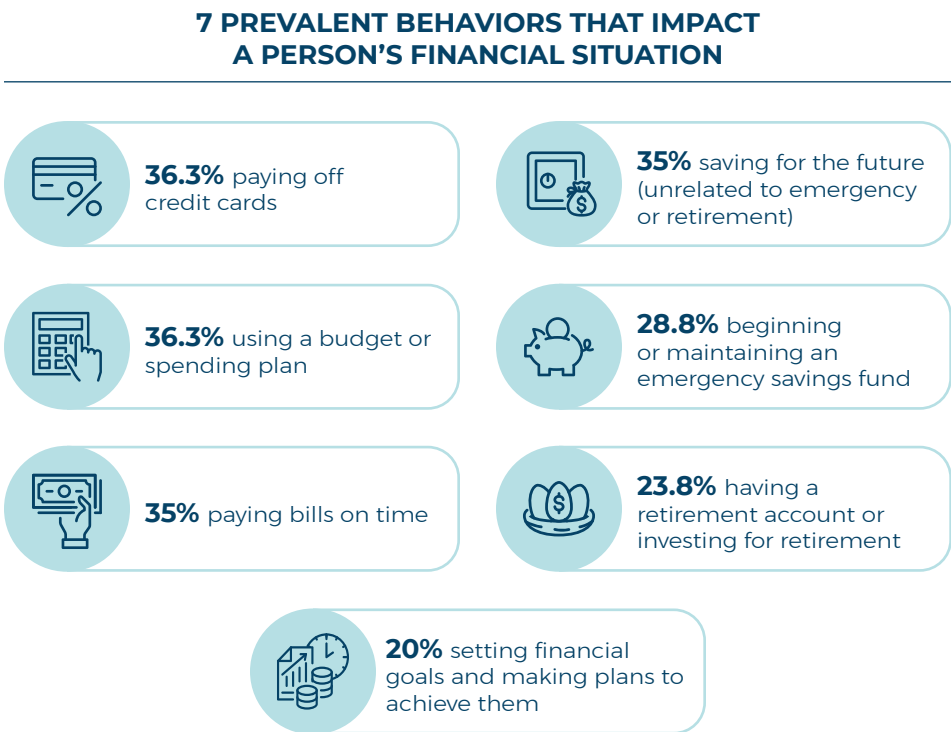 7 PREVALENT BEHAVIORS THAT IMPACT
A PERSON’S FINANCIAL SITUATION
36.3% paying off
credit cards
35% saving for the future
(unrelated to emergency
or retirement)
36.3% using a budget or
spending plan
28.8% beginning
or maintaining an
emergency savings fund
35% paying bills on time
23.8% having a
retirement account or
investing for retirement
20% setting financial
goals and making plans to
achieve them